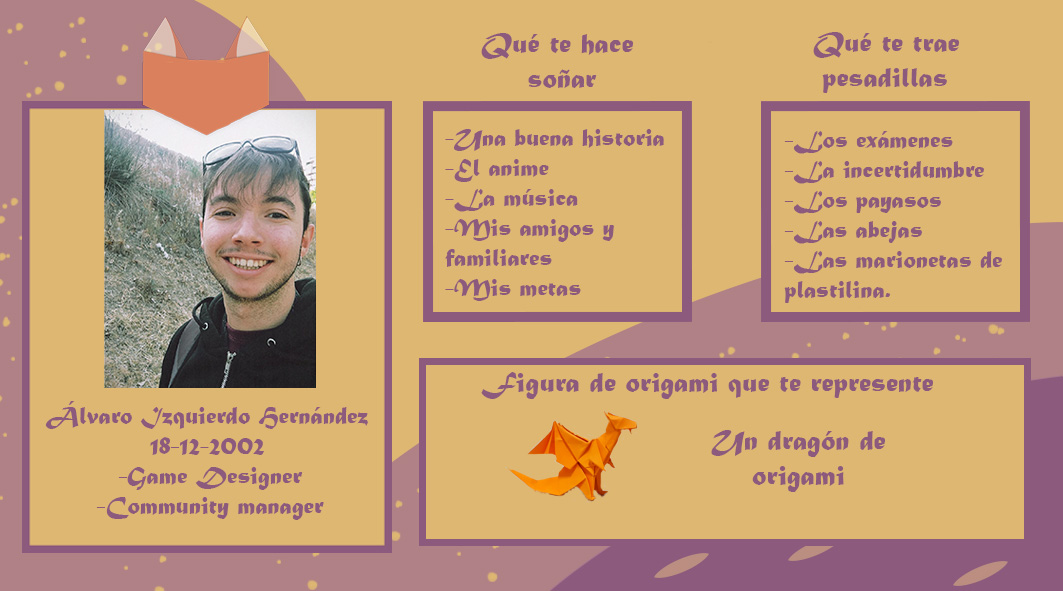 Álvaro Izquierdo Hernández
18-12-2002
-Game Designer
-Community manager
Qué te hace
soñar
-Una buena historia
-El anime
-La música
-Mis amigos y
familiares
-Mis metas
Qué te trae
pesadillas
-Los exámenes
-La incertidumbre
-Los payasos
-Las abejas
-Las marionetas de
plastilina.
Figura de origami que te represente
Un dragón de
origami